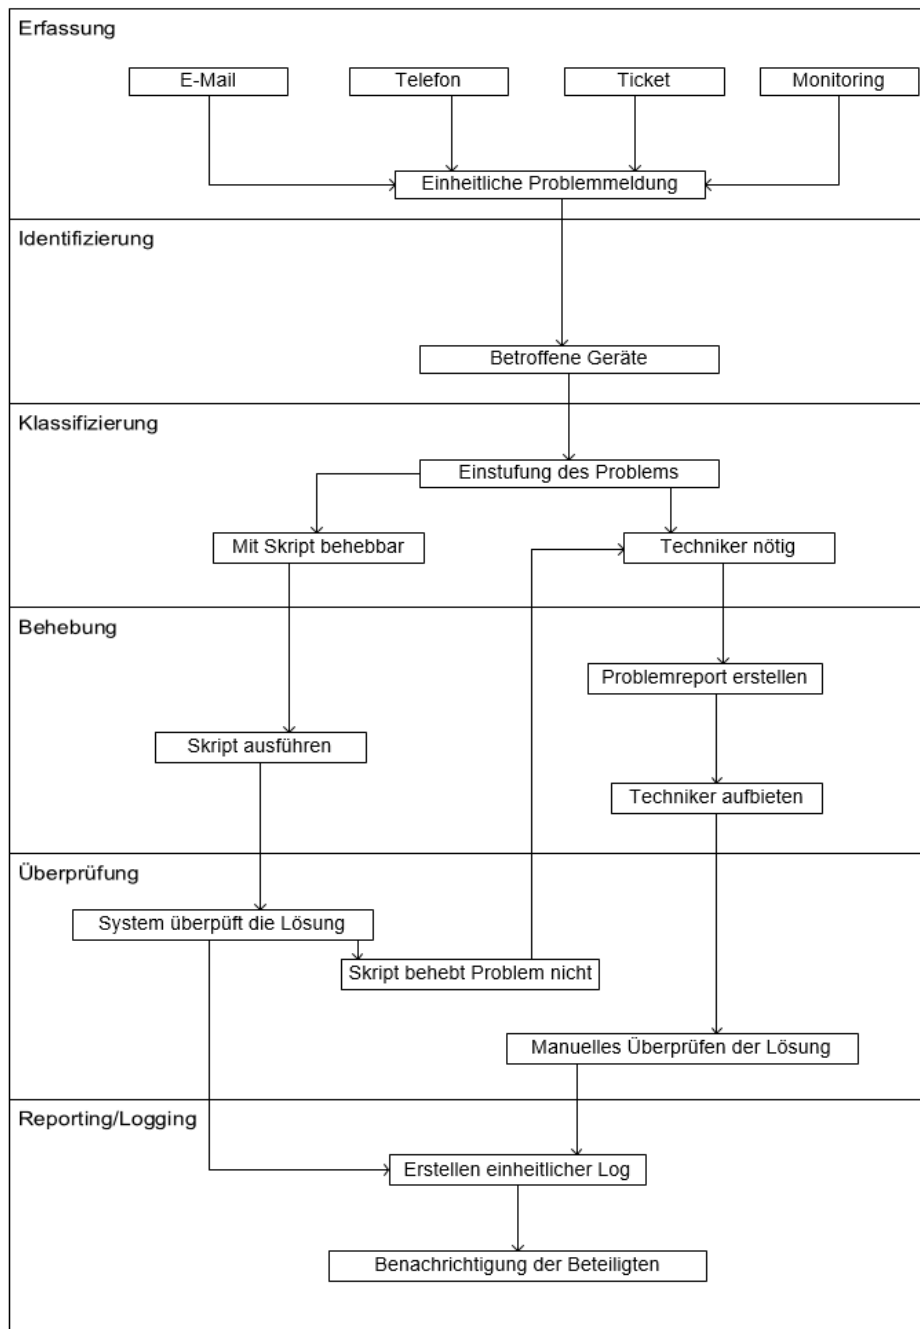 Erfassung
E-Mail
Telefon
Ticket
Monitoring
Einheitliche Problemmeldung
Identifizierung
Betroffene Geräte
Klassifizierung
Einstufung des Problems
Mit Skript behebbar
Techniker nötig
Behebung
Problemreport erstellen
Skript ausführen
Techniker aufbieten
Überprüfung
System überpüft die Lösung
Skript behebt Problem nicht
Manuelles Überprüfen der Lösung
Reporting/Logging
Erstellen einheitlicher Log
Benachrichtigung der Beteiligten